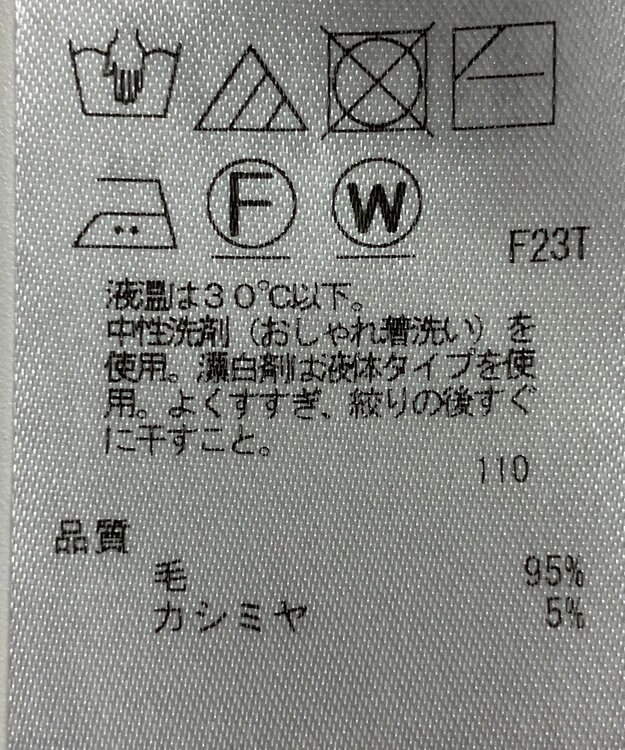 F
W
F23T
液温は30℃以下。
中性洗剤（おしゃれ着洗い）を
使用。漂白剤は液体タイプを使
用。よくすすぎ、絞りの後すぐ
に干すこと。
110
品質
毛 95%
カシミヤ 5%